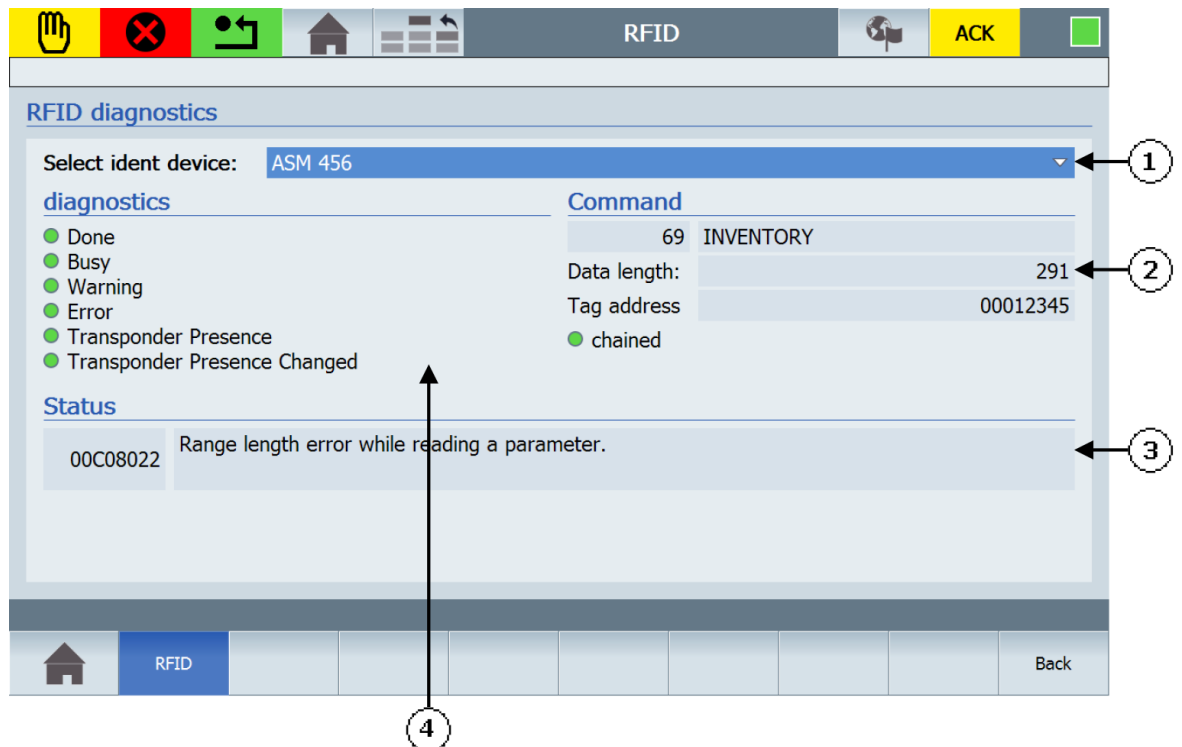 RFID
ACK
RFID diagnostics
Select ident device: ASM 456
1
diagnostics
Done
Busy
Warning
Error
Transponder Presence
Transponder Presence Changed
Command
69 INVENTORY
Data length: 291
2
Tag address 00012345
chained
Status
00C08022 Range length error while reading a parameter.
3
RFID
Back
4